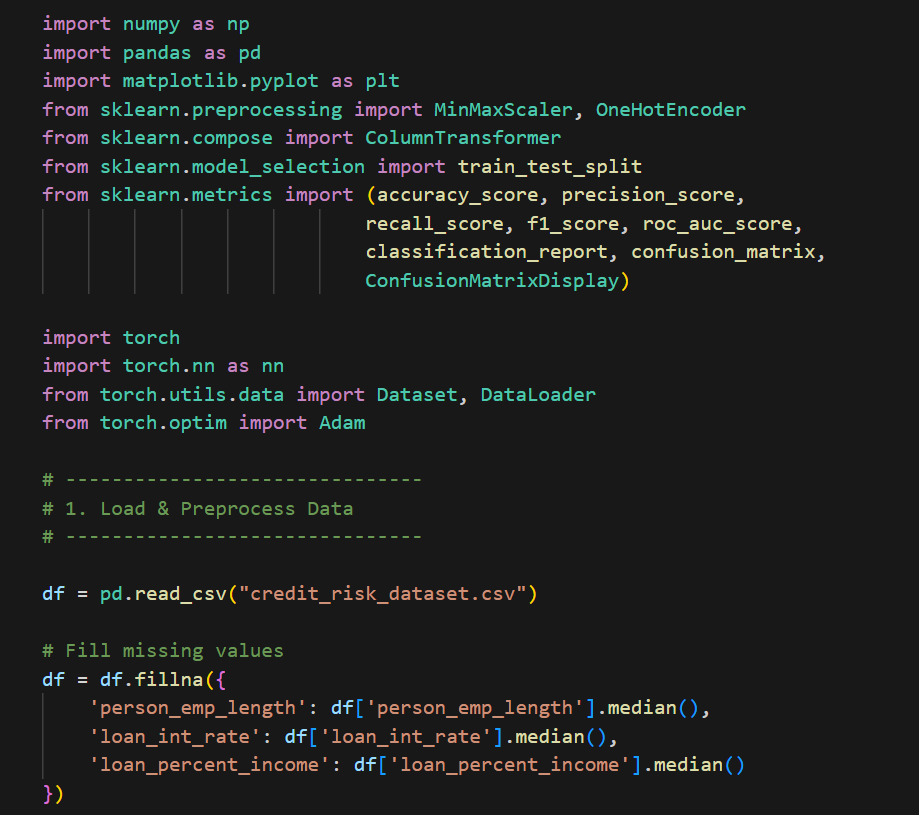 import numpy as np
import pandas as pd
import matplotlib.pyplot as plt
from sklearn.preprocessing import MinMaxScaler, OneHotEncoder
from sklearn.compose import ColumnTransformer
from sklearn.model_selection import train_test_split
from sklearn.metrics import (accuracy_score, precision_score,
                            recall_score, f1_score, roc_auc_score,
                            classification_report, confusion_matrix,
                            ConfusionMatrixDisplay)

import torch
import torch.nn as nn
from torch.utils.data import Dataset, DataLoader
from torch.optim import Adam

# -------------------------------
# 1. Load & Preprocess Data
# -------------------------------

df = pd.read_csv("credit_risk_dataset.csv")

# Fill missing values
df = df.fillna({
    'person_emp_length': df['person_emp_length'].median(),
    'loan_int_rate': df['loan_int_rate'].median(),
    'loan_percent_income': df['loan_percent_income'].median()
})